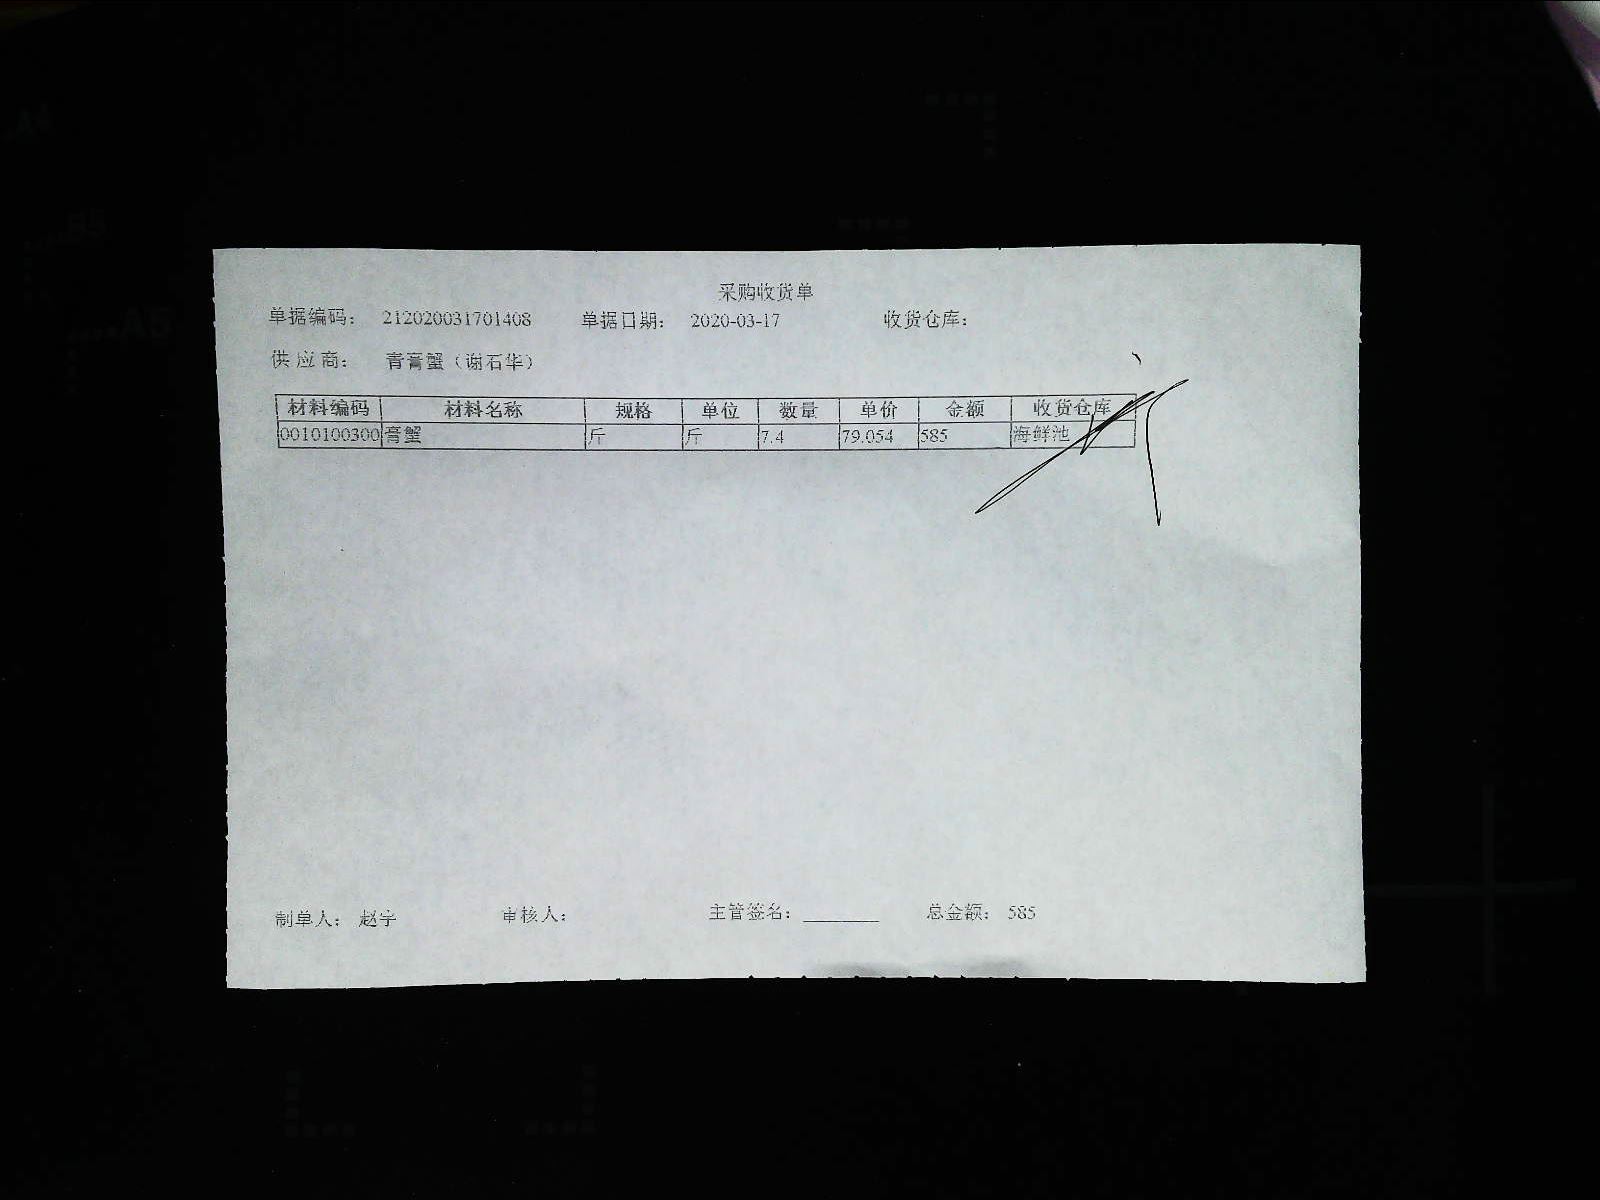 采购收货单
单据编码： 212020031701408 单据日期： 2020-03-17 收货仓库：
供应商： 青膏蟹（谢石华）
材料编码 材料名称 规格 单位 数量 单价 金额 收货仓库
0010100300 膏蟹 斤 斤 7.4 79.054 585 海鲜池
制单人： 赵宇 审核人： 主管签名： ________ 总金额： 585